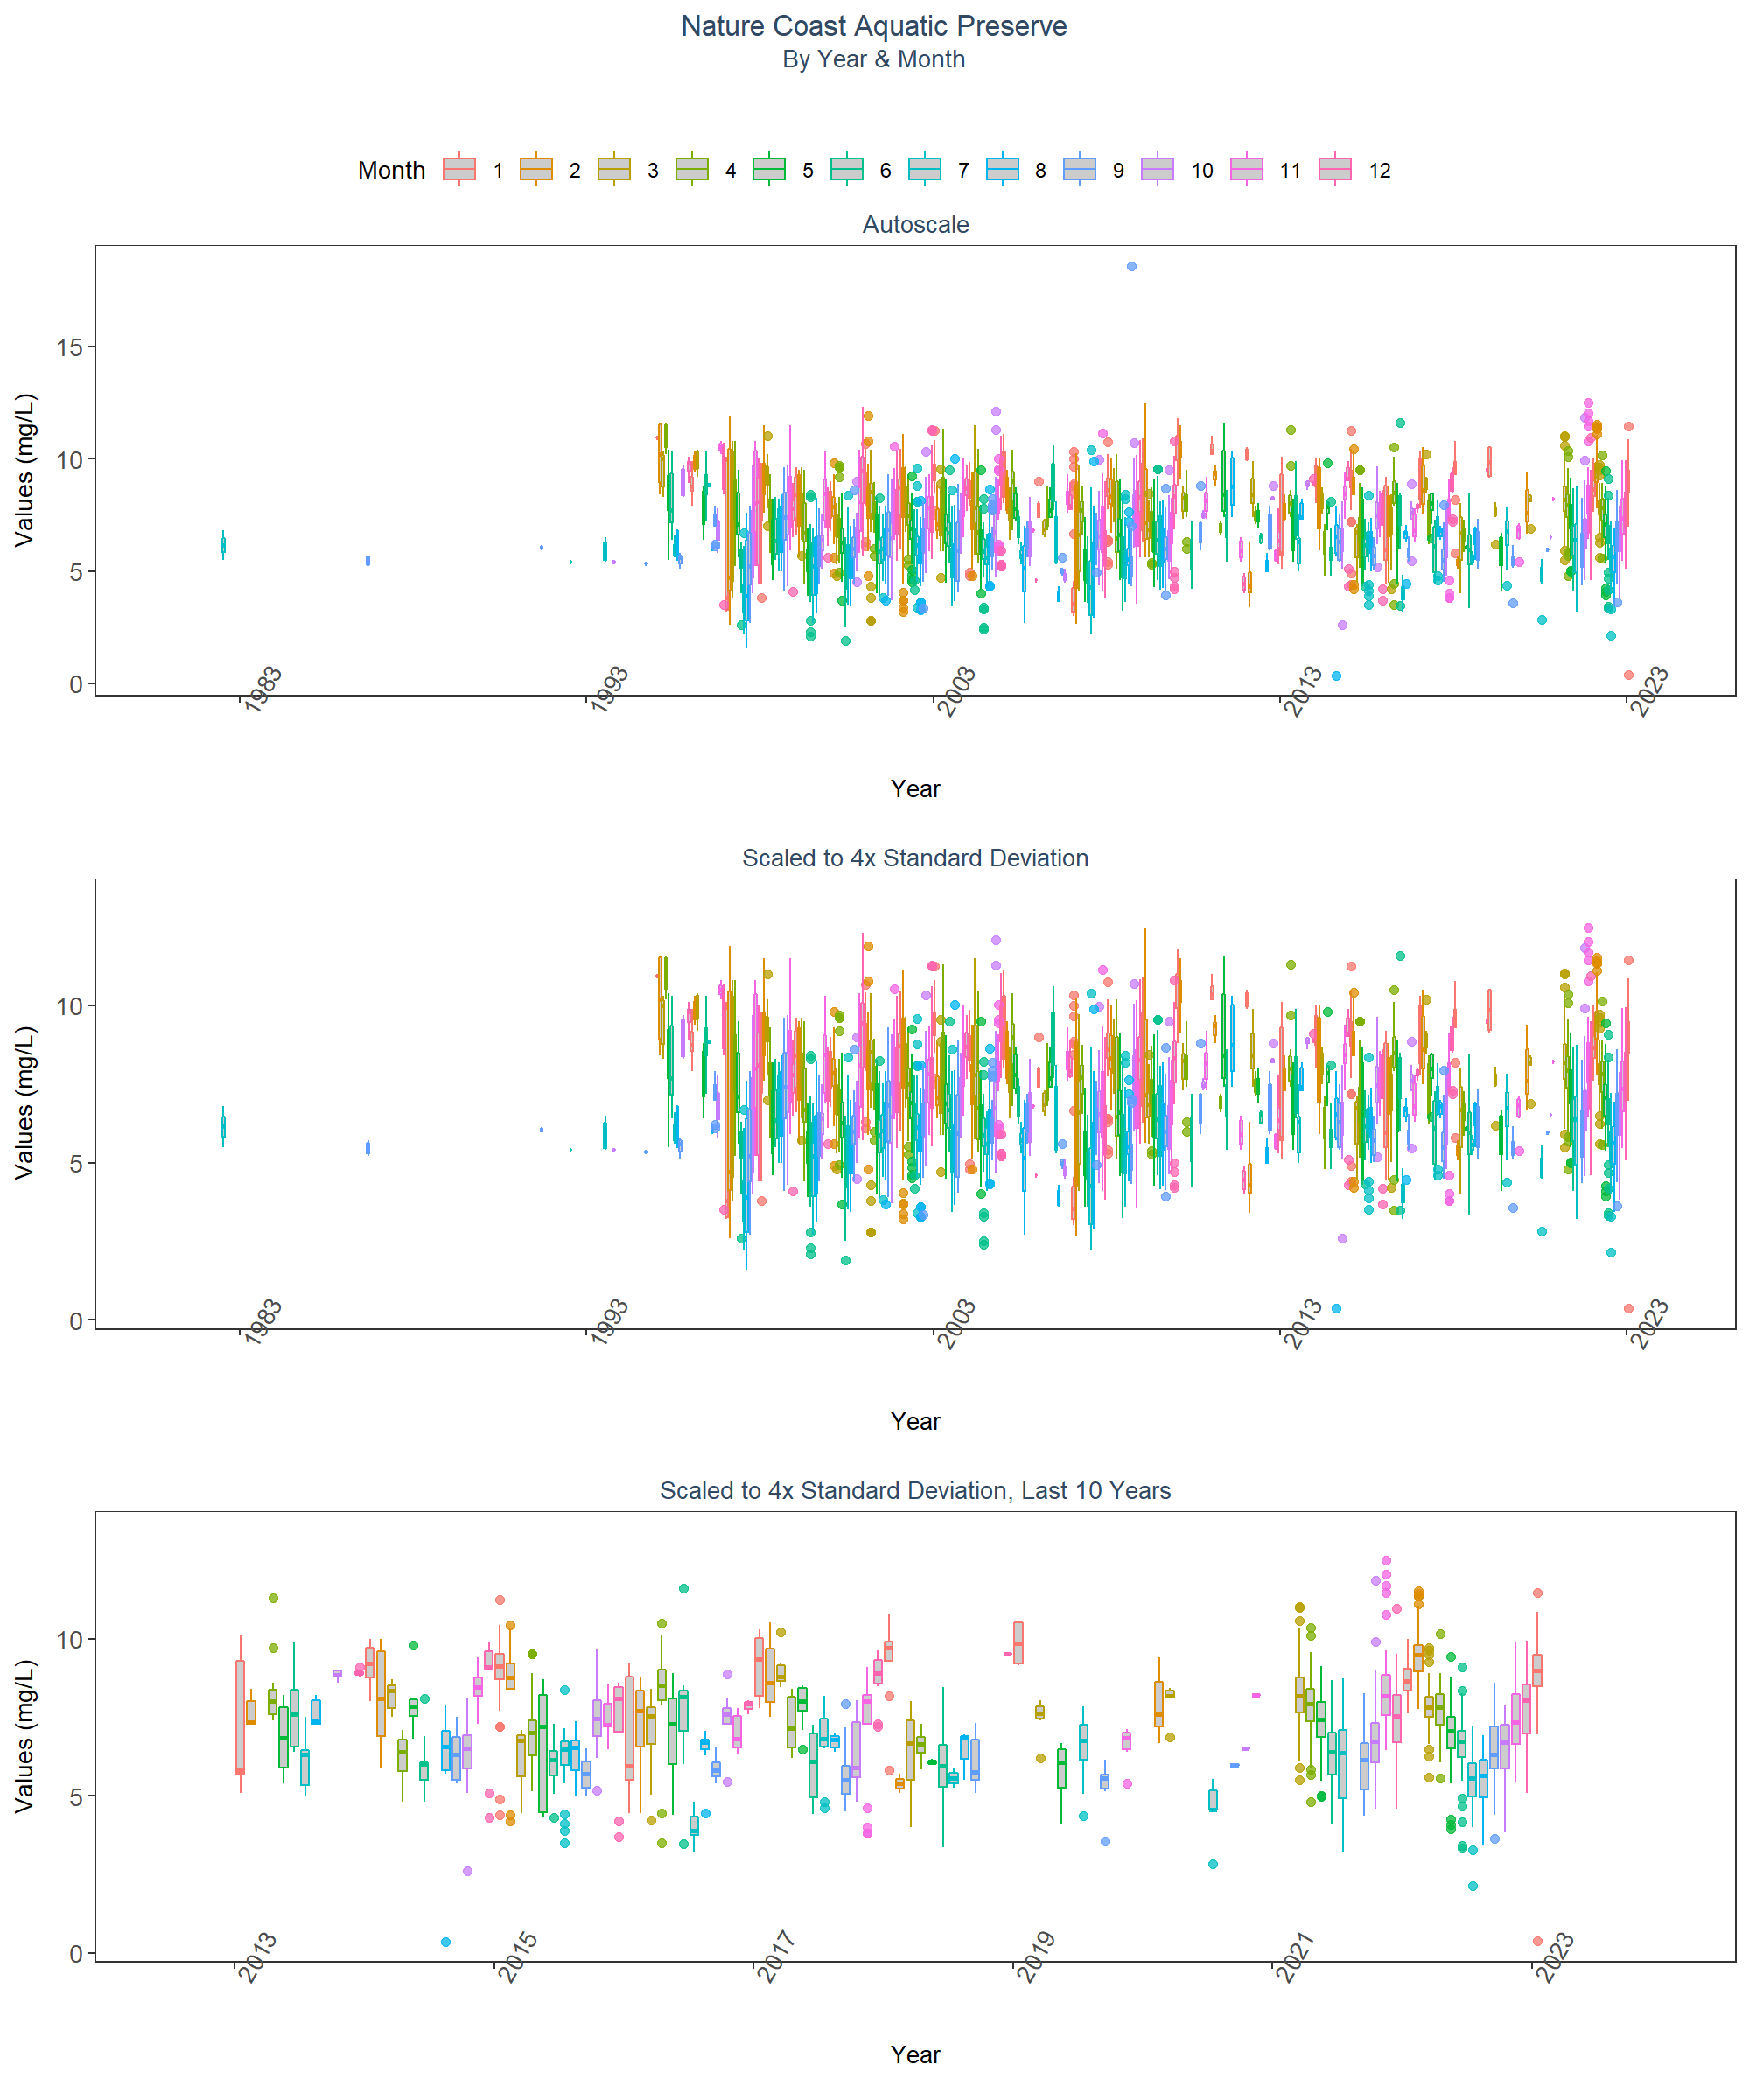 Nature Coast Aquatic Preserve
By Year & Month
Month 1 2 3 4 5 6 7 8 9 10 11 12
Autoscale
Values (mg/L)
15
10
5
0
1983 1993 2003 2013 2023
Year
Scaled to 4x Standard Deviation
Values (mg/L)
10
5
0
1983 1993 2003 2013 2023
Year
Scaled to 4x Standard Deviation, Last 10 Years
Values (mg/L)
10
5
0
2013 2015 2017 2019 2021 2023
Year